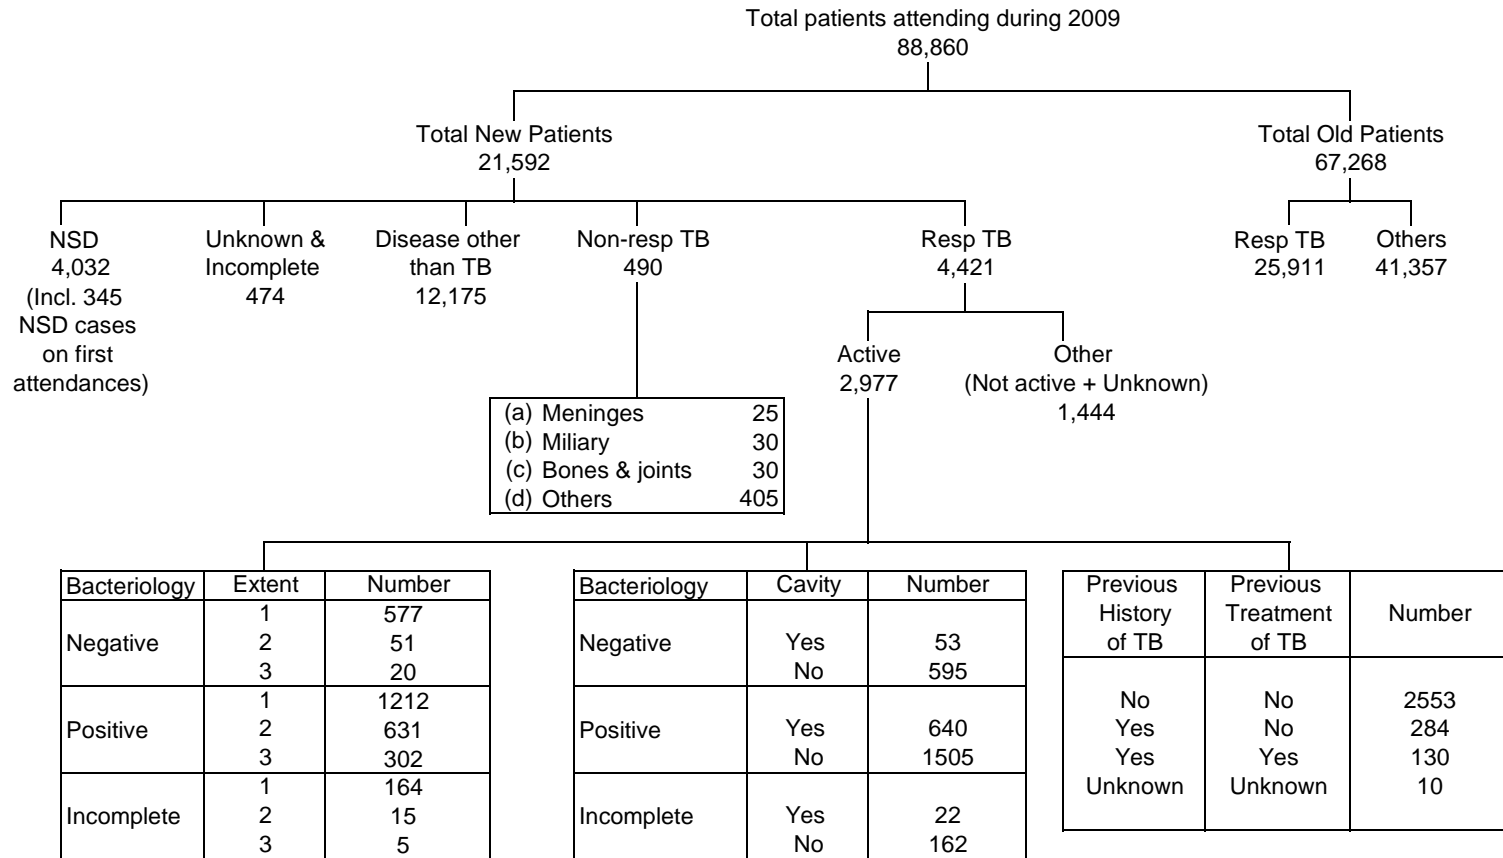 Total patients attending during 2009
88,860
Total New Patients
21,592
Total Old Patients
67,268
NSD
4,032
(Incl. 345
NSD cases
on first
attendances)
Unknown &
Incomplete
474
Disease other
than TB
12,175
Non-resp TB
490
Resp TB
4,421
Resp TB
25,911
Others
41,357
Active
2,977
Other
(Not active + Unknown)
1,444
(a) Meninges 25
(b) Miliary 30
(c) Bones & joints 30
(d) Others 405
Bacteriology Extent Number
1 577
Negative 2 51
3 20
1 1212
Positive 2 631
3 302
1 164
Incomplete 2 15
3 5
Bacteriology Cavity Number
Negative Yes 53
No 595
Positive Yes 640
No 1505
Incomplete Yes 22
No 162
Previous Previous
History Treatment Number
of TB of TB
No No 2553
Yes No 284
Yes Yes 130
Unknown Unknown 10